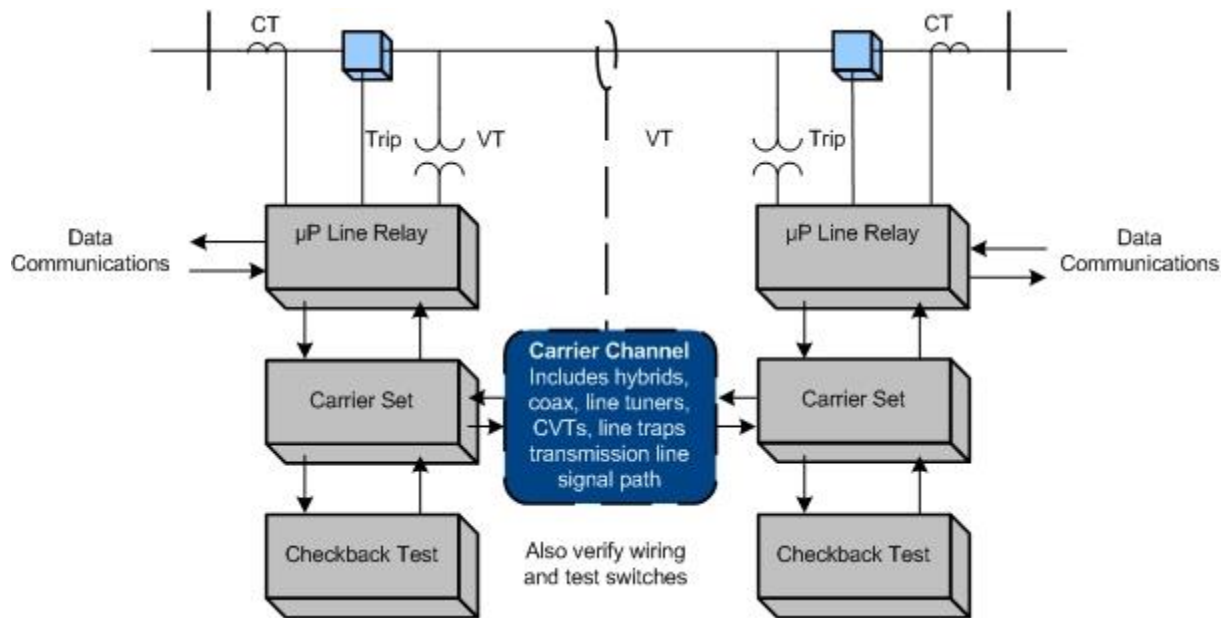 CT
CT
Trip
VT
VT
Trip
µP Line Relay
µP Line Relay
Data
Communications
Data
Communications
Carrier Channel
Includes hybrids,
coax, line tuners,
CVTs, line traps
transmission line
signal path
Carrier Set
Carrier Set
Checkback Test
Also verify wiring
and test switches
Checkback Test